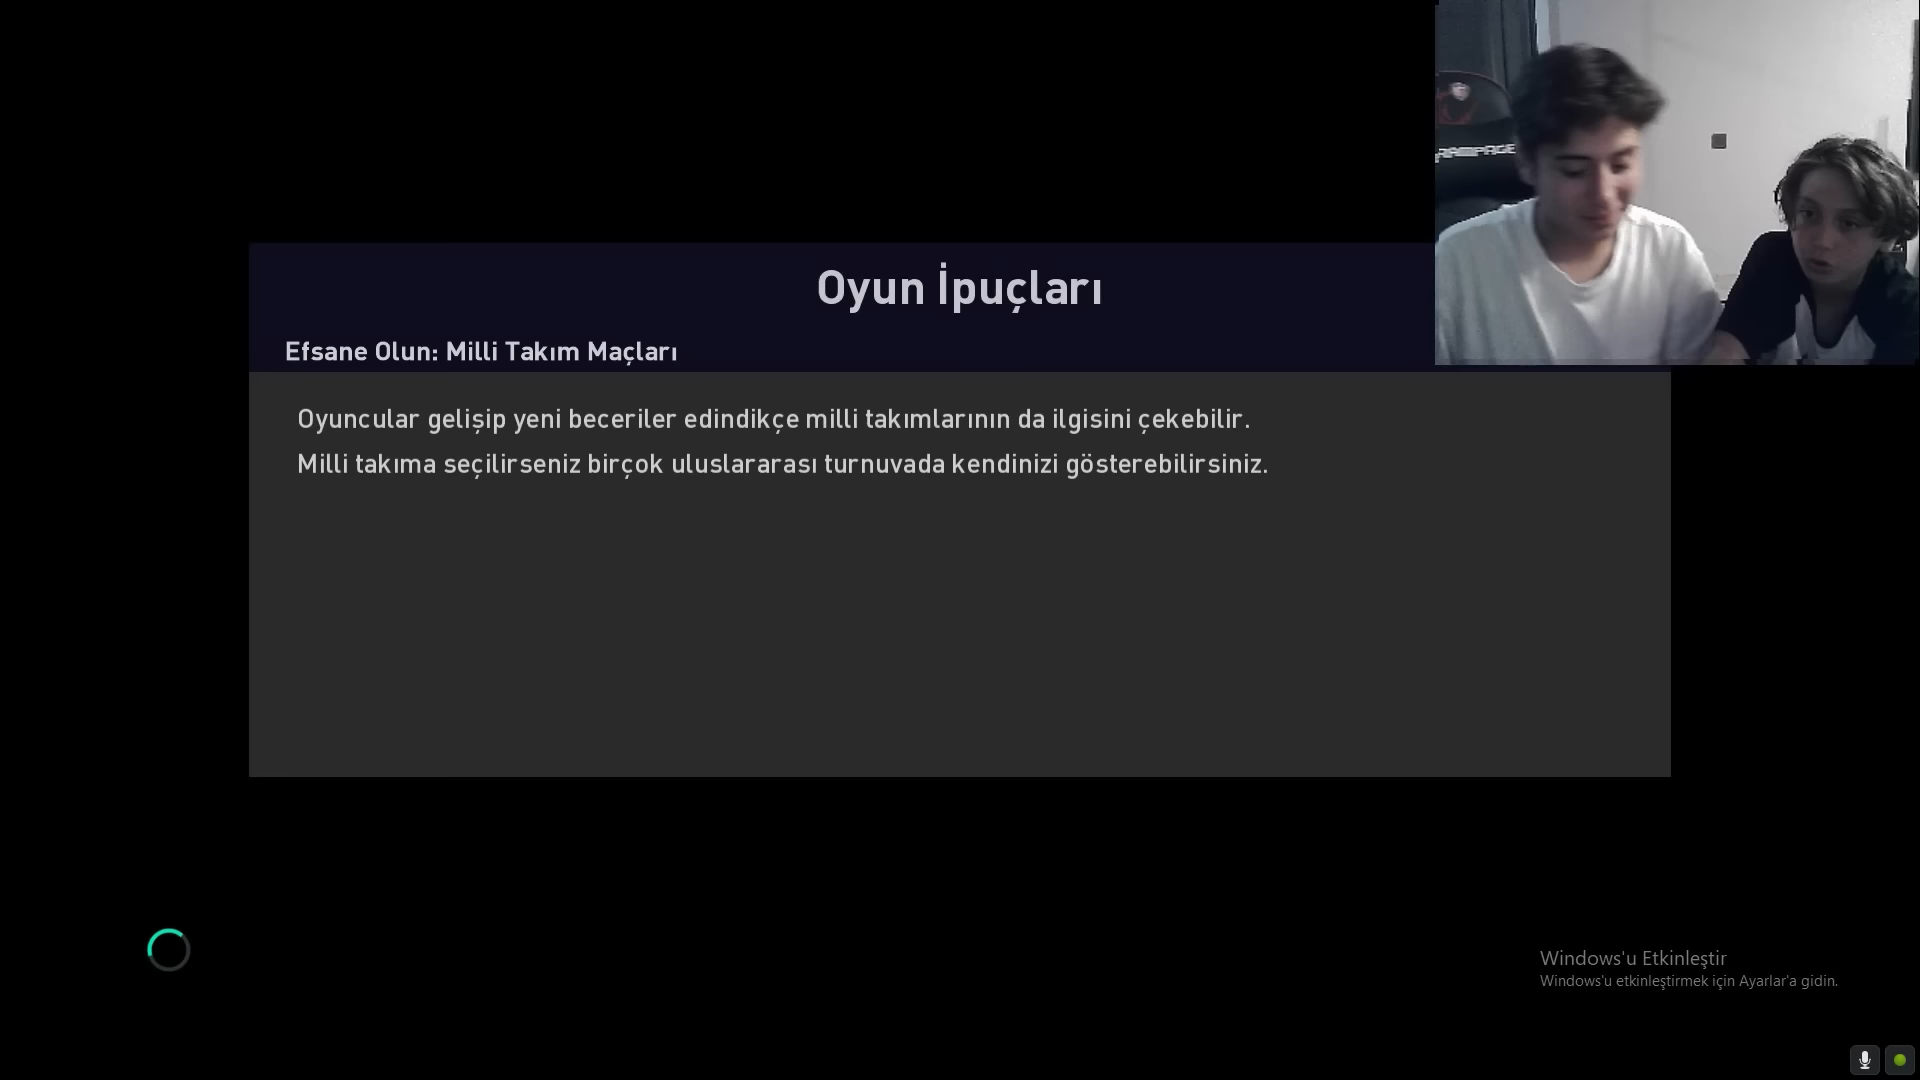 RAMPAGE
Oyun İpuçları
Efsane Olun: Milli Takım Maçları
Oyuncular gelişip yeni beceriler edindikçe milli takımlarının da ilgisini çekebilir.
Milli takıma seçilirseniz birçok uluslararası turnuvada kendinizi gösterebilirsiniz.
Windows'u Etkinleştir
Windows'u etkinleştirmek için Ayarlar'a gidin.